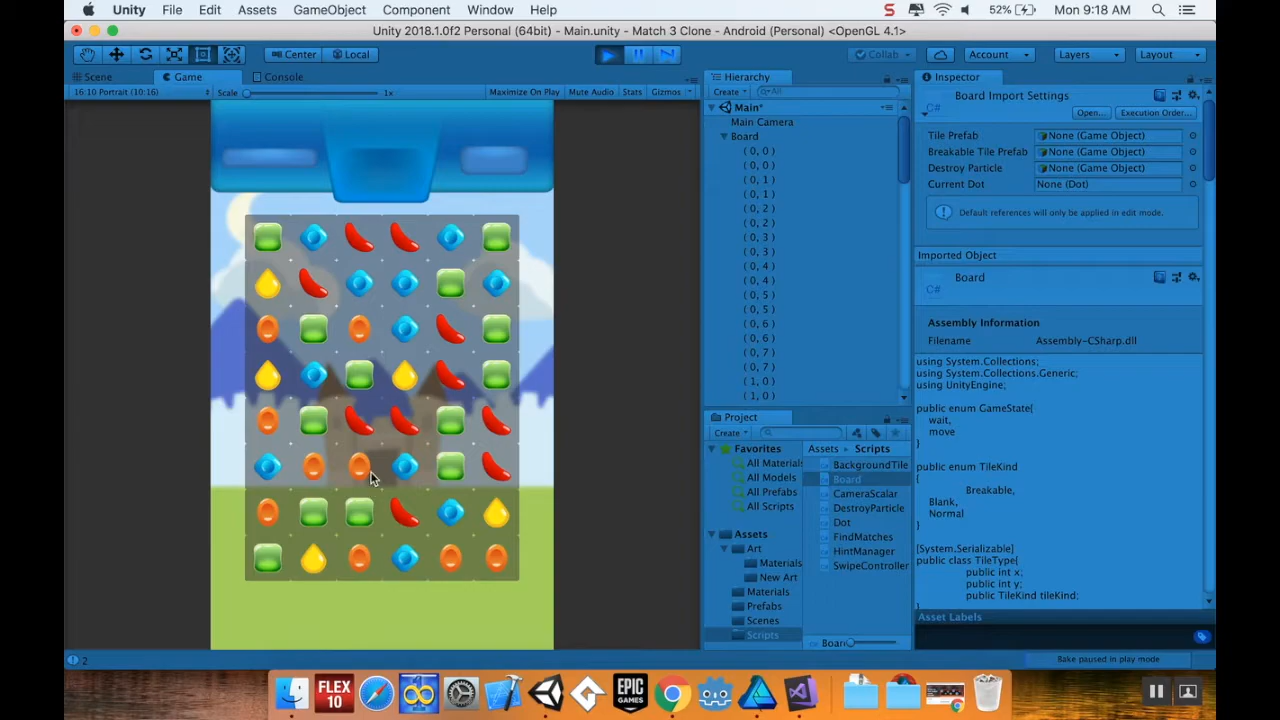 Unity File Edit Assets GameObject Component Window Help 52% Mon 9:18 AM
Unity 2018.1.0f2 Personal (64bit) - Main.unity - Match 3 Clone - Android (Personal) <OpenGL 4.1>
Center Local Collab Account Layers Layout
Scene Game Console
16:10 Portrait (10:16) Scale 1x Maximize On Play Mute Audio Stats Gizmos
Hierarchy
Create All
Main*
Main Camera
Board
( 0, 0 )
( 0, 0 )
( 0, 1 )
( 0, 1 )
( 0, 2 )
( 0, 2 )
( 0, 3 )
( 0, 3 )
( 0, 4 )
( 0, 4 )
( 0, 5 )
( 0, 5 )
( 0, 6 )
( 0, 6 )
( 0, 7 )
( 0, 7 )
( 1, 0 )
( 1, 0 )
Project
Create
Favorites
All Materials
All Models
All Prefabs
All Scripts
Assets
Art
Materials
New Art
Materials
Prefabs
Scenes
Scripts
Assets Scripts
BackgroundTile
Board
CameraScalar
DestroyParticle
Dot
FindMatches
HintManager
SwipeController
Board
Inspector
Board Import Settings
C#
Open... Execution Order...
Tile Prefab None (Game Object)
Breakable Tile Prefab None (Game Object)
Destroy Particle None (Game Object)
Current Dot None (Dot)
Default references will only be applied in edit mode.
Imported Object
Board
C#
Assembly Information
Filename Assembly-CSharp.dll
using System.Collections;
using System.Collections.Generic;
using UnityEngine;
public enum GameState{
wait,
move
}
public enum TileKind
{
Breakable,
Blank,
Normal
}
[System.Serializable]
public class TileType{
public int x;
public int y;
public TileKind tileKind;
}
Asset Labels
2
Bake paused in play mode
FLEX
10
EPIC
GAMES